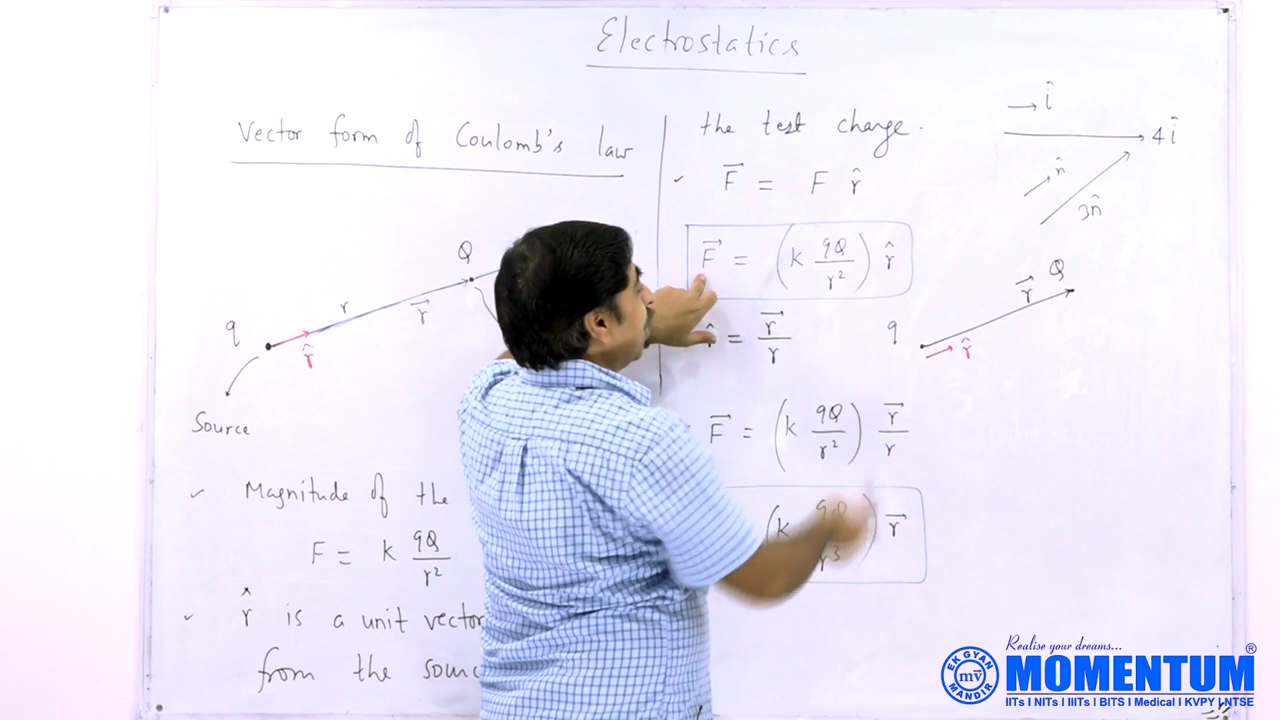 Electrostatics
Vector form of Coulomb's law
Q
r
r⃗
q
r̂
Source
Magnitude of the
F = k qQ/r²
r̂ is a unit vector
from the
the test charge.
F⃗ = F r̂
F⃗ = (k qQ/r²) r̂
= r⃗/r
F⃗ = (k qQ/r²) r⃗/r
r⃗
î
4 î
n̂
3n̂
Q
r⃗
q
r̂
Realise your dreams...
EK GYAN MANDIR
mv⃗
MOMENTUM®
IITs I NITs I IIITs I BITS I Medical I KVPY I NTSE